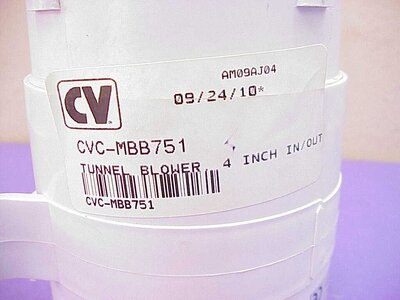 CV
AM09AJ04
09/24/10*
CVC-MBB751
TUNNEL BLOWER, 4 INCH IN/OUT
CVC-MBB751